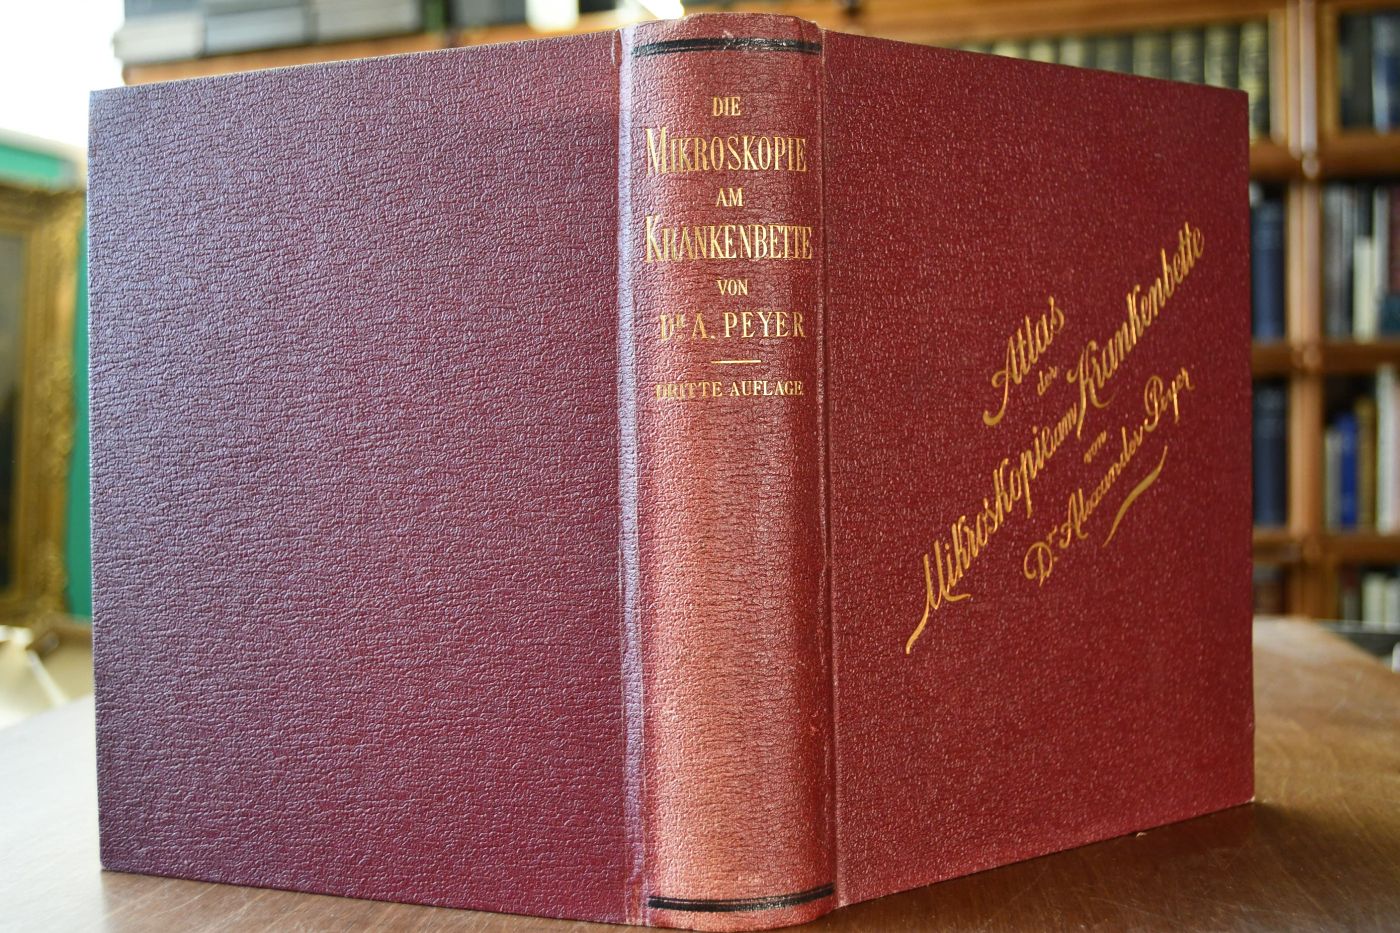 DIE
MIKROSKOPIE
AM
KRANKENBETTE
VON
DR. A. PEYER
DRITTE AUFLAGE
Atlas
der
Mikroskopie am Krankenbette
von
Dr. Alexander Peyer